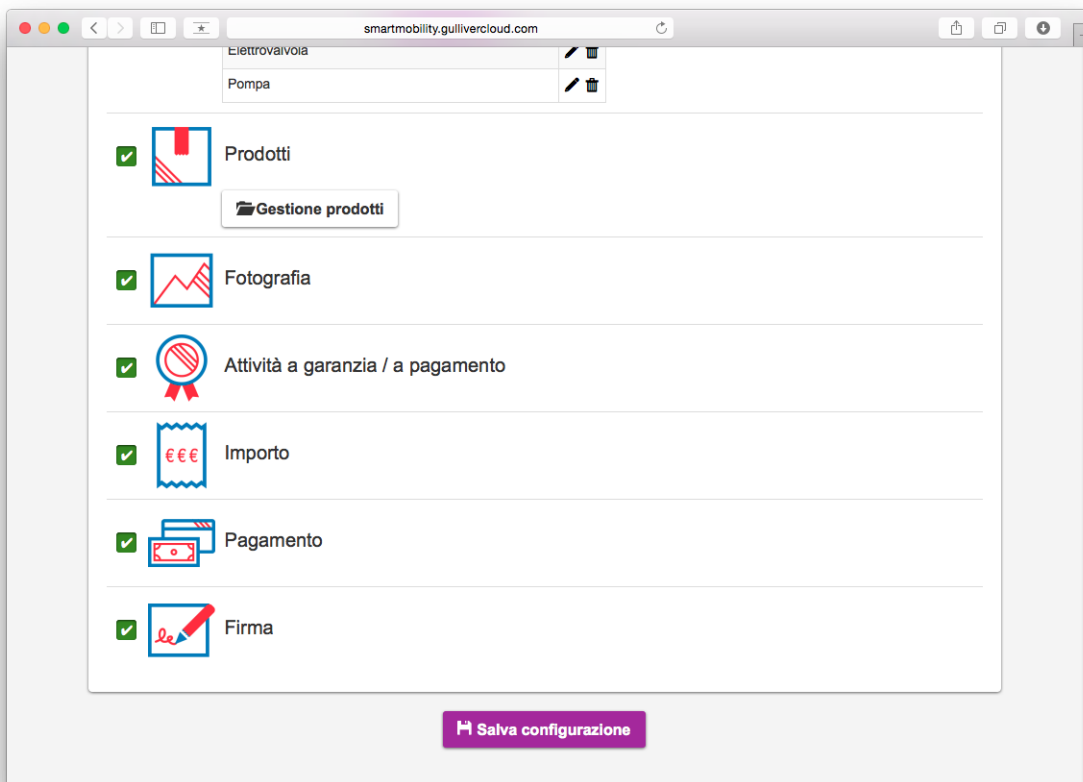 smartmobility.gullivercloud.com
Elettrovalvola
Pompa
Prodotti
Gestione prodotti
Fotografia
Attività a garanzia / a pagamento
€€€
Importo
Pagamento
Firma
Salva configurazione